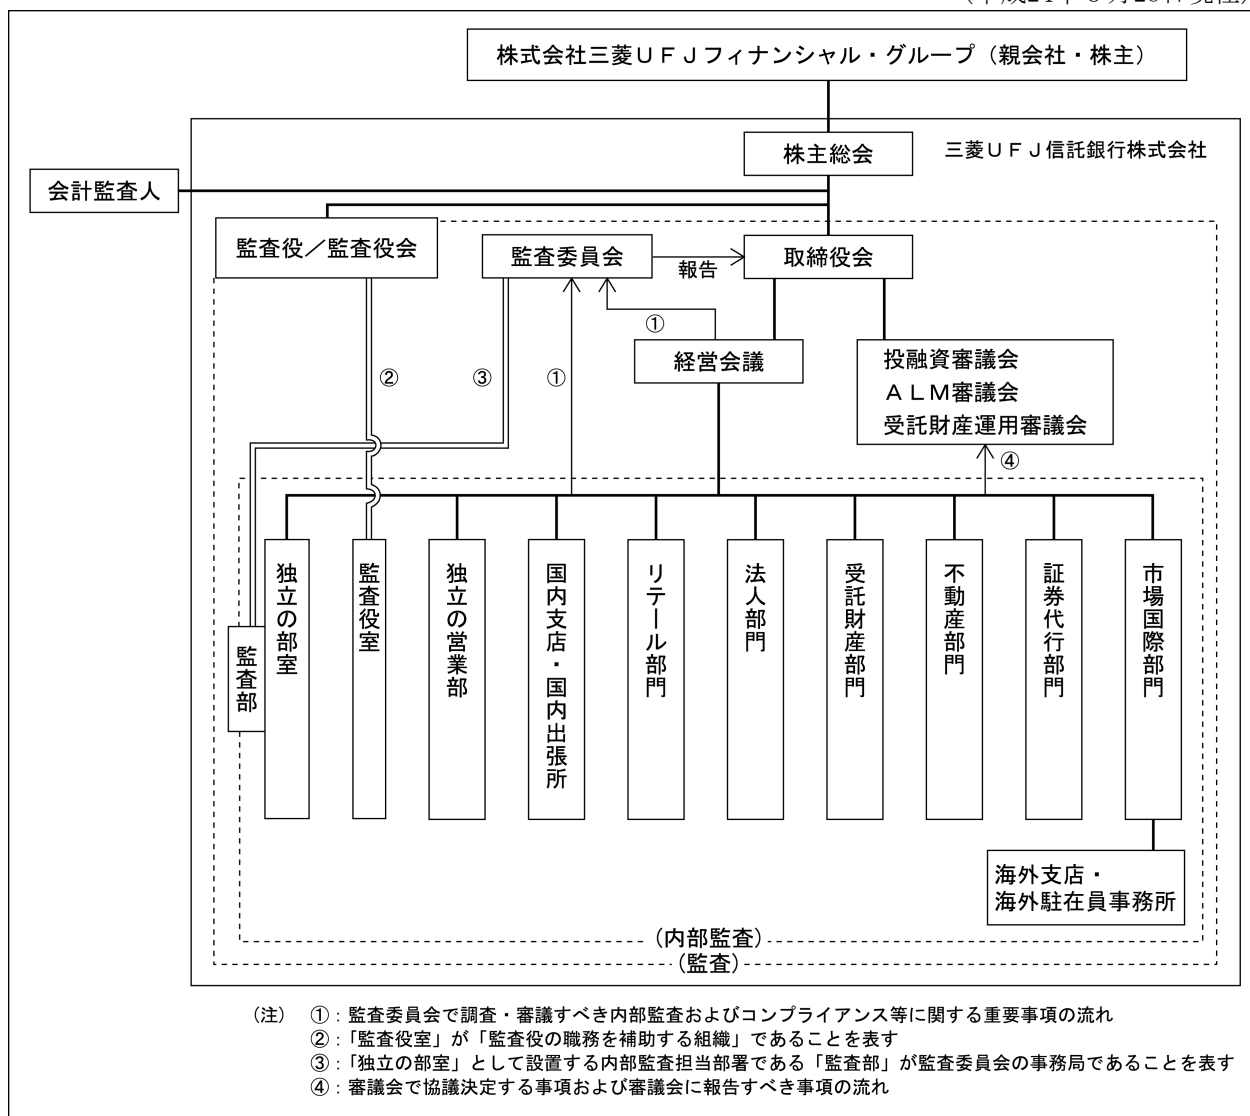 株式会社三菱ＵＦＪフィナンシャル・グループ（親会社・株主）
株主総会
三菱ＵＦＪ信託銀行株式会社
会計監査人
監査役／監査役会
監査委員会
報告
取締役会
①
経営会議
投融資審議会
ＡＬＭ審議会
受託財産運用審議会
②
③
①
④
監査部
独立の部室
監査役室
独立の営業部
国内支店・国内出張所
リテール部門
法人部門
受託財産部門
不動産部門
証券代行部門
市場国際部門
海外支店・
海外駐在員事務所
（内部監査）
（監査）
（注）　①：監査委員会で調査・審議すべき内部監査およびコンプライアンス等に関する重要事項の流れ
②：「監査役室」が「監査役の職務を補助する組織」であることを表す
③：「独立の部室」として設置する内部監査担当部署である「監査部」が監査委員会の事務局であることを表す
④：審議会で協議決定する事項および審議会に報告すべき事項の流れ